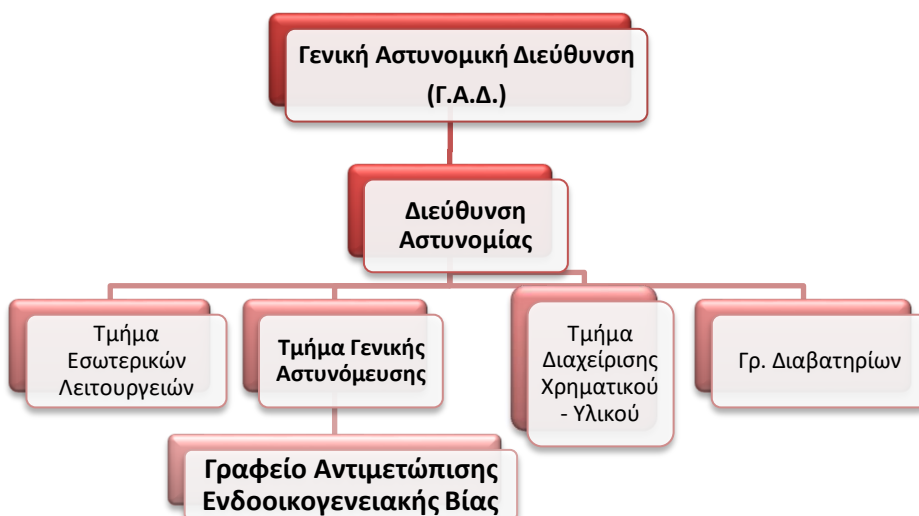 Γενική Αστυνομική Διεύθυνση
(Γ.Α.Δ.)
Διεύθυνση
Αστυνομίας
Τμήμα
Εσωτερικών
Λειτουργειών
Τμήμα Γενικής
Αστυνόμευσης
Τμήμα
Διαχείρισης
Χρηματικού
- Υλικού
Γρ. Διαβατηρίων
Γραφείο Αντιμετώπισης
Ενδοοικογενειακής Βίας